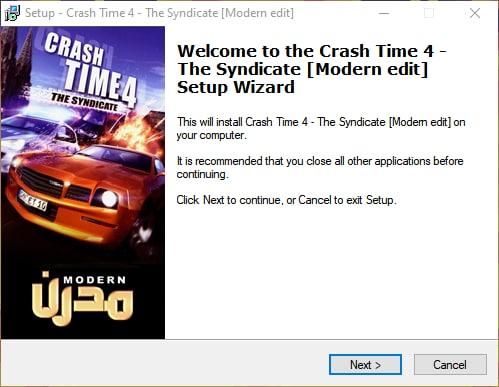 Setup - Crash Time 4 - The Syndicate [Modern edit]
CRASH
TIME 4
THE SYNDICATE
MODERN
مدرن
Welcome to the Crash Time 4 -
The Syndicate [Modern edit]
Setup Wizard
This will install Crash Time 4 - The Syndicate [Modern edit] on
your computer.
It is recommended that you close all other applications before
continuing.
Click Next to continue, or Cancel to exit Setup.
Next >
Cancel